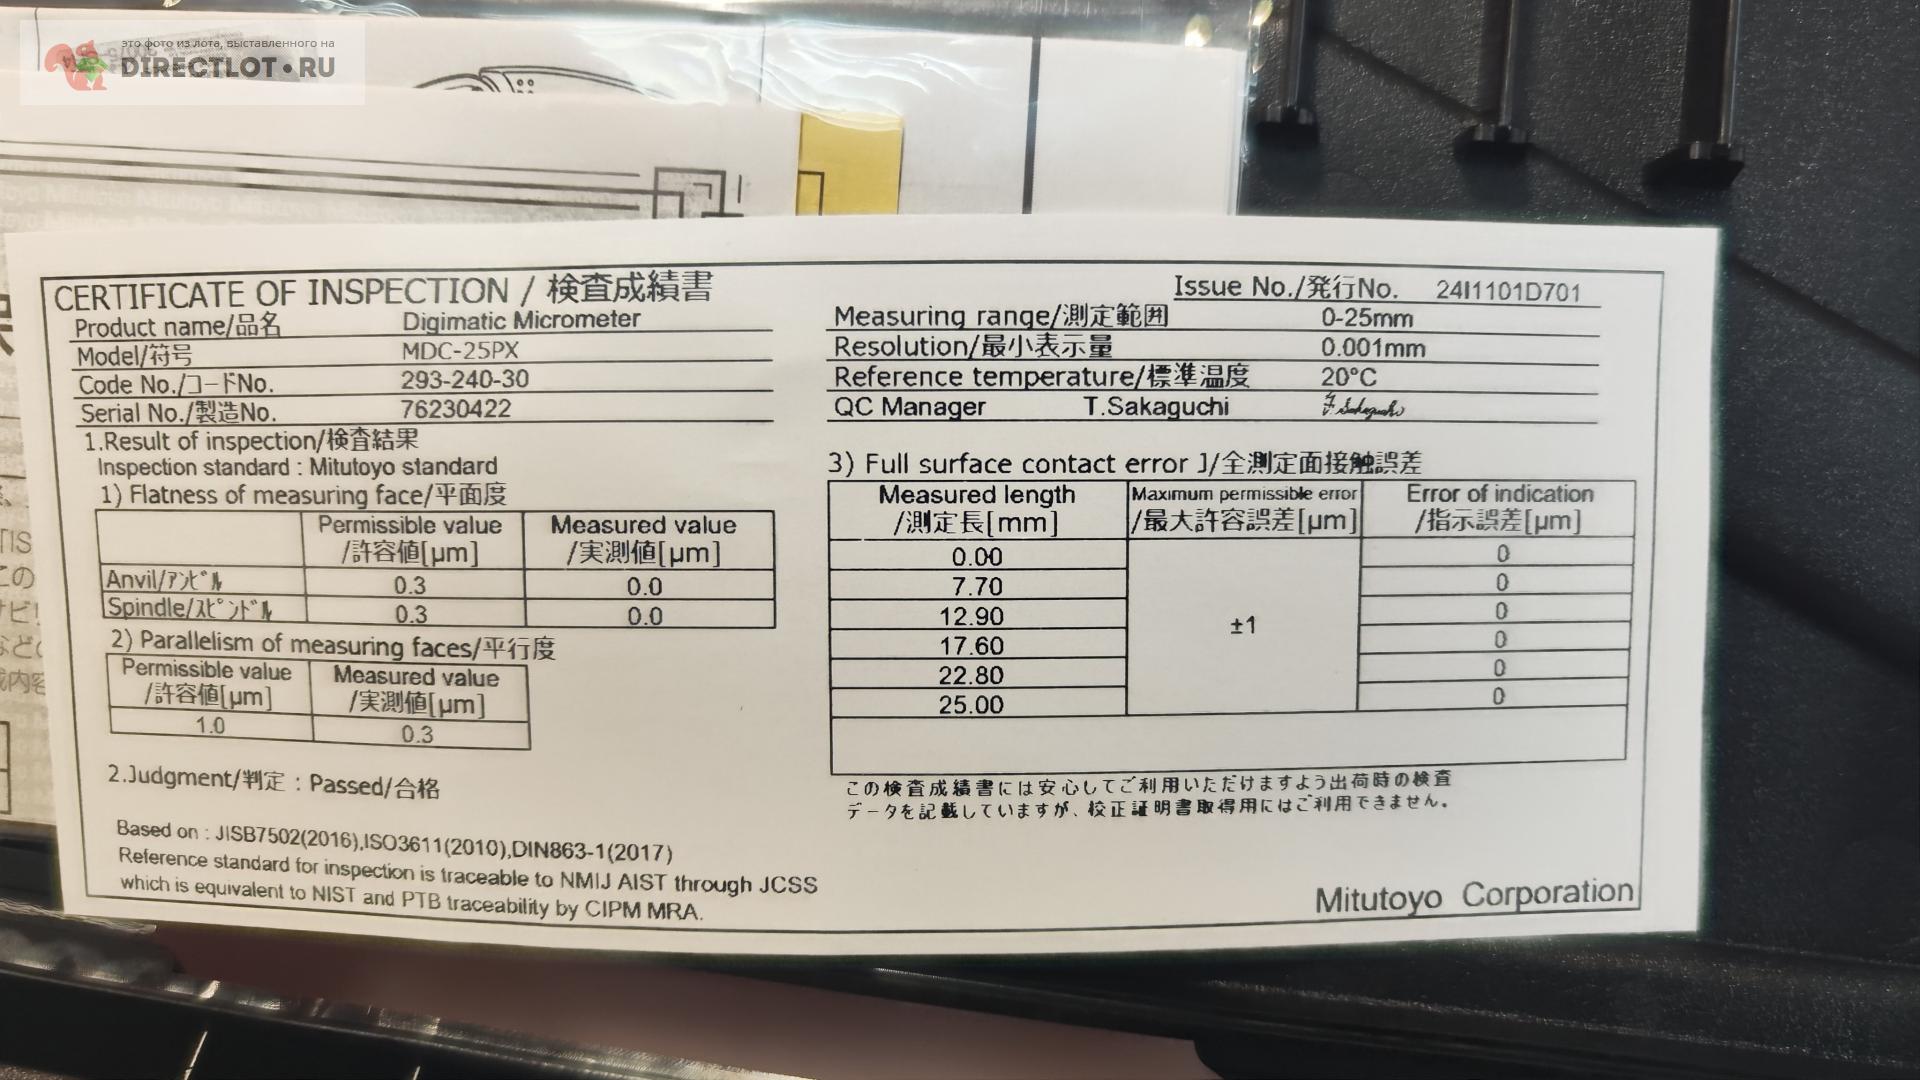 это фото из лота, выставленного на
DIRECTLOT.RU
CERTIFICATE OF INSPECTION / 検査成績書
Product name/品名 Digimatic Micrometer
Model/符号 MDC-25PX
Code No./コードNo. 293-240-30
Serial No./製造No. 76230422
1.Result of inspection/検査結果
Inspection standard : Mitutoyo standard
1) Flatness of measuring face/平面度
Permissible value /許容値[µm] Measured value /実測値[µm]
Anvil/ｱﾝﾋﾞﾙ 0.3 0.0
Spindle/ｽﾋﾟﾝﾄﾞﾙ 0.3 0.0
2) Parallelism of measuring faces/平行度
Permissible value /許容値[µm] Measured value /実測値[µm]
1.0 0.3
2.Judgment/判定 : Passed/合格
Based on : JISB7502(2016),ISO3611(2010),DIN863-1(2017)
Reference standard for inspection is traceable to NMIJ AIST through JCSS
which is equivalent to NIST and PTB traceability by CIPM MRA.
Issue No./発行No. 24I1101D701
Measuring range/測定範囲 0-25mm
Resolution/最小表示量 0.001mm
Reference temperature/標準温度 20°C
QC Manager T.Sakaguchi
3) Full surface contact error J/全測定面接触誤差
Measured length /測定長[mm] Maximum permissible error /最大許容誤差[µm] Error of indication /指示誤差[µm]
0.00 0
7.70 0
12.90 ±1 0
17.60 0
22.80 0
25.00 0
この検査成績書には安心してご利用いただけますよう出荷時の検査
データを記載していますが、校正証明書取得用にはご利用できません。
Mitutoyo Corporation